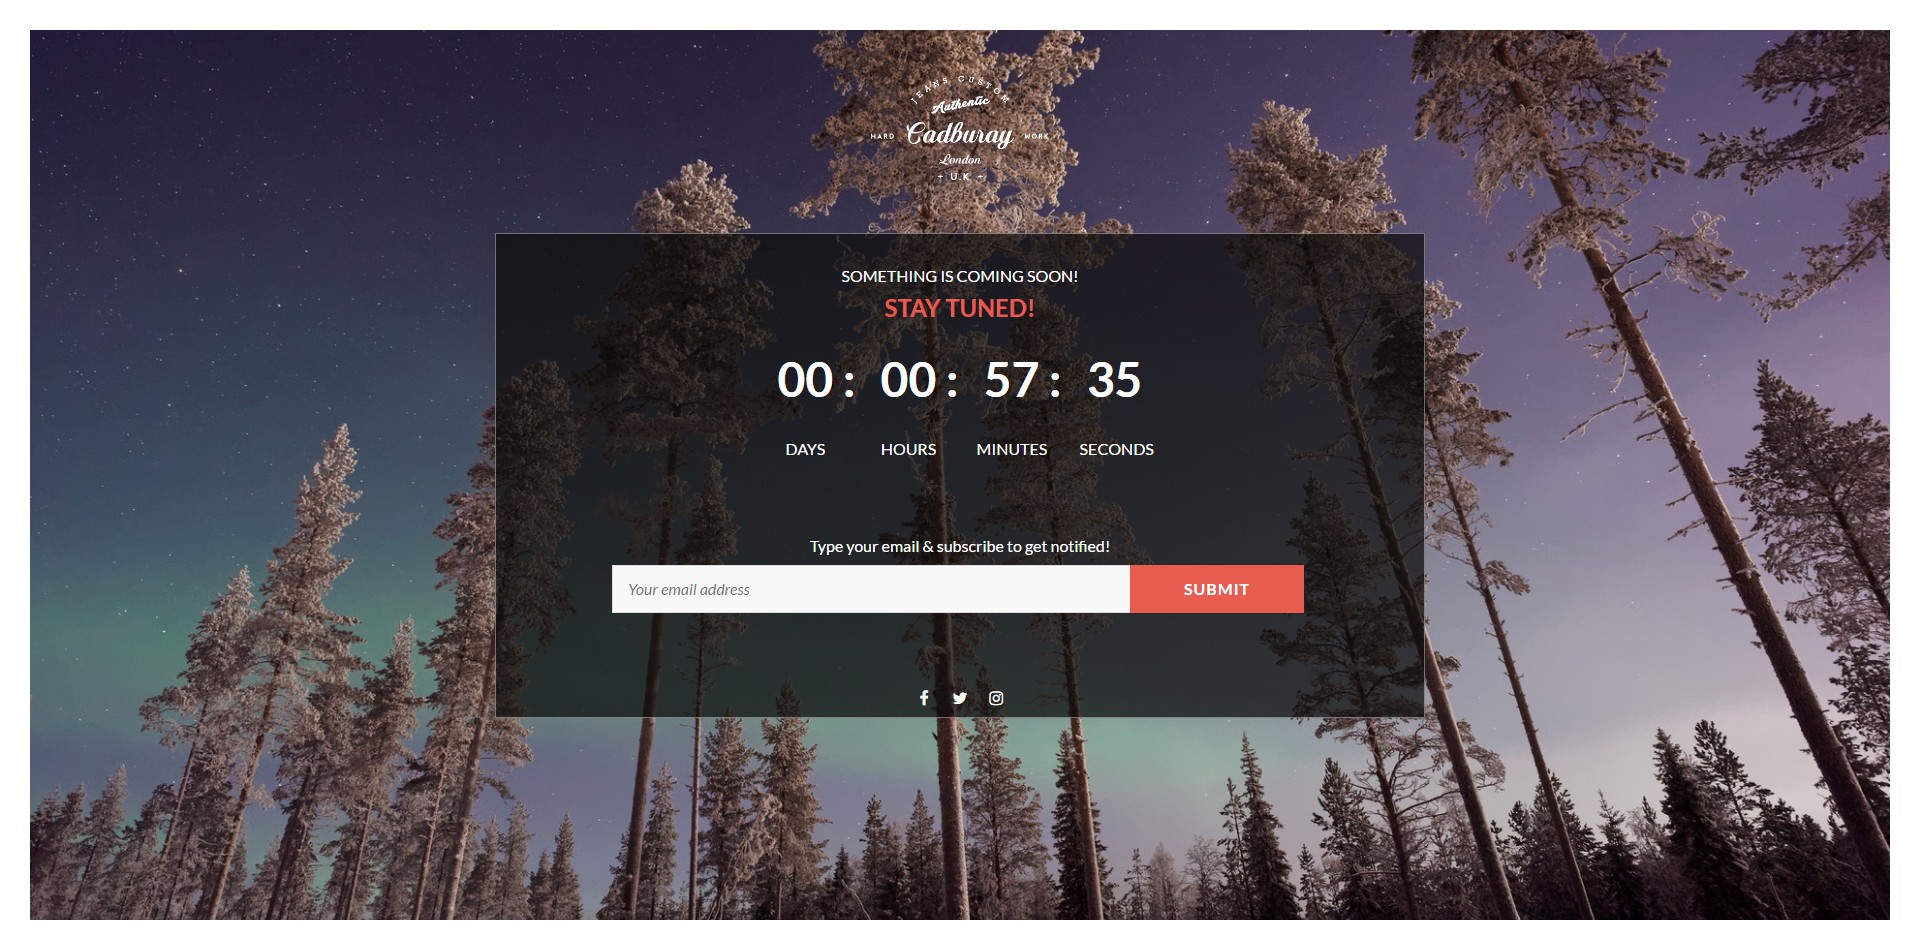 JEANS CUSTOM
Authentic
HARD Cadburay WORK
London
- U.K -
SOMETHING IS COMING SOON!
STAY TUNED!
00 : 00 : 57 : 35
DAYS HOURS MINUTES SECONDS
Type your email & subscribe to get notified!
Your email address SUBMIT